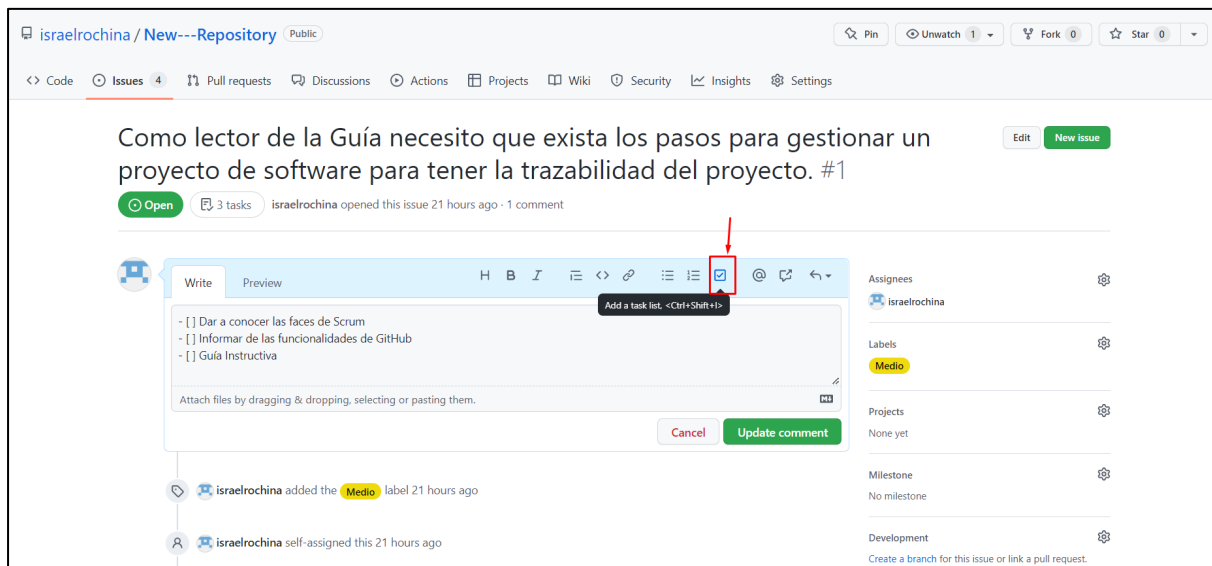 israelrochina / New---Repository Public
Pin Unwatch 1 Fork 0 Star 0
Code Issues 4 Pull requests Discussions Actions Projects Wiki Security Insights Settings
Como lector de la Guía necesito que exista los pasos para gestionar un
proyecto de software para tener la trazabilidad del proyecto. #1
Edit New issue
Open 3 tasks israelrochina opened this issue 21 hours ago · 1 comment
Write Preview
H B I
Add a task list, <Ctrl+Shift+l>
- [ ] Dar a conocer las faces de Scrum
- [ ] Informar de las funcionalidades de GitHub
- [ ] Guía Instructiva
Attach files by dragging & dropping, selecting or pasting them.
Cancel Update comment
israelrochina added the Medio label 21 hours ago
israelrochina self-assigned this 21 hours ago
Assignees
israelrochina
Labels
Medio
Projects
None yet
Milestone
No milestone
Development
Create a branch for this issue or link a pull request.